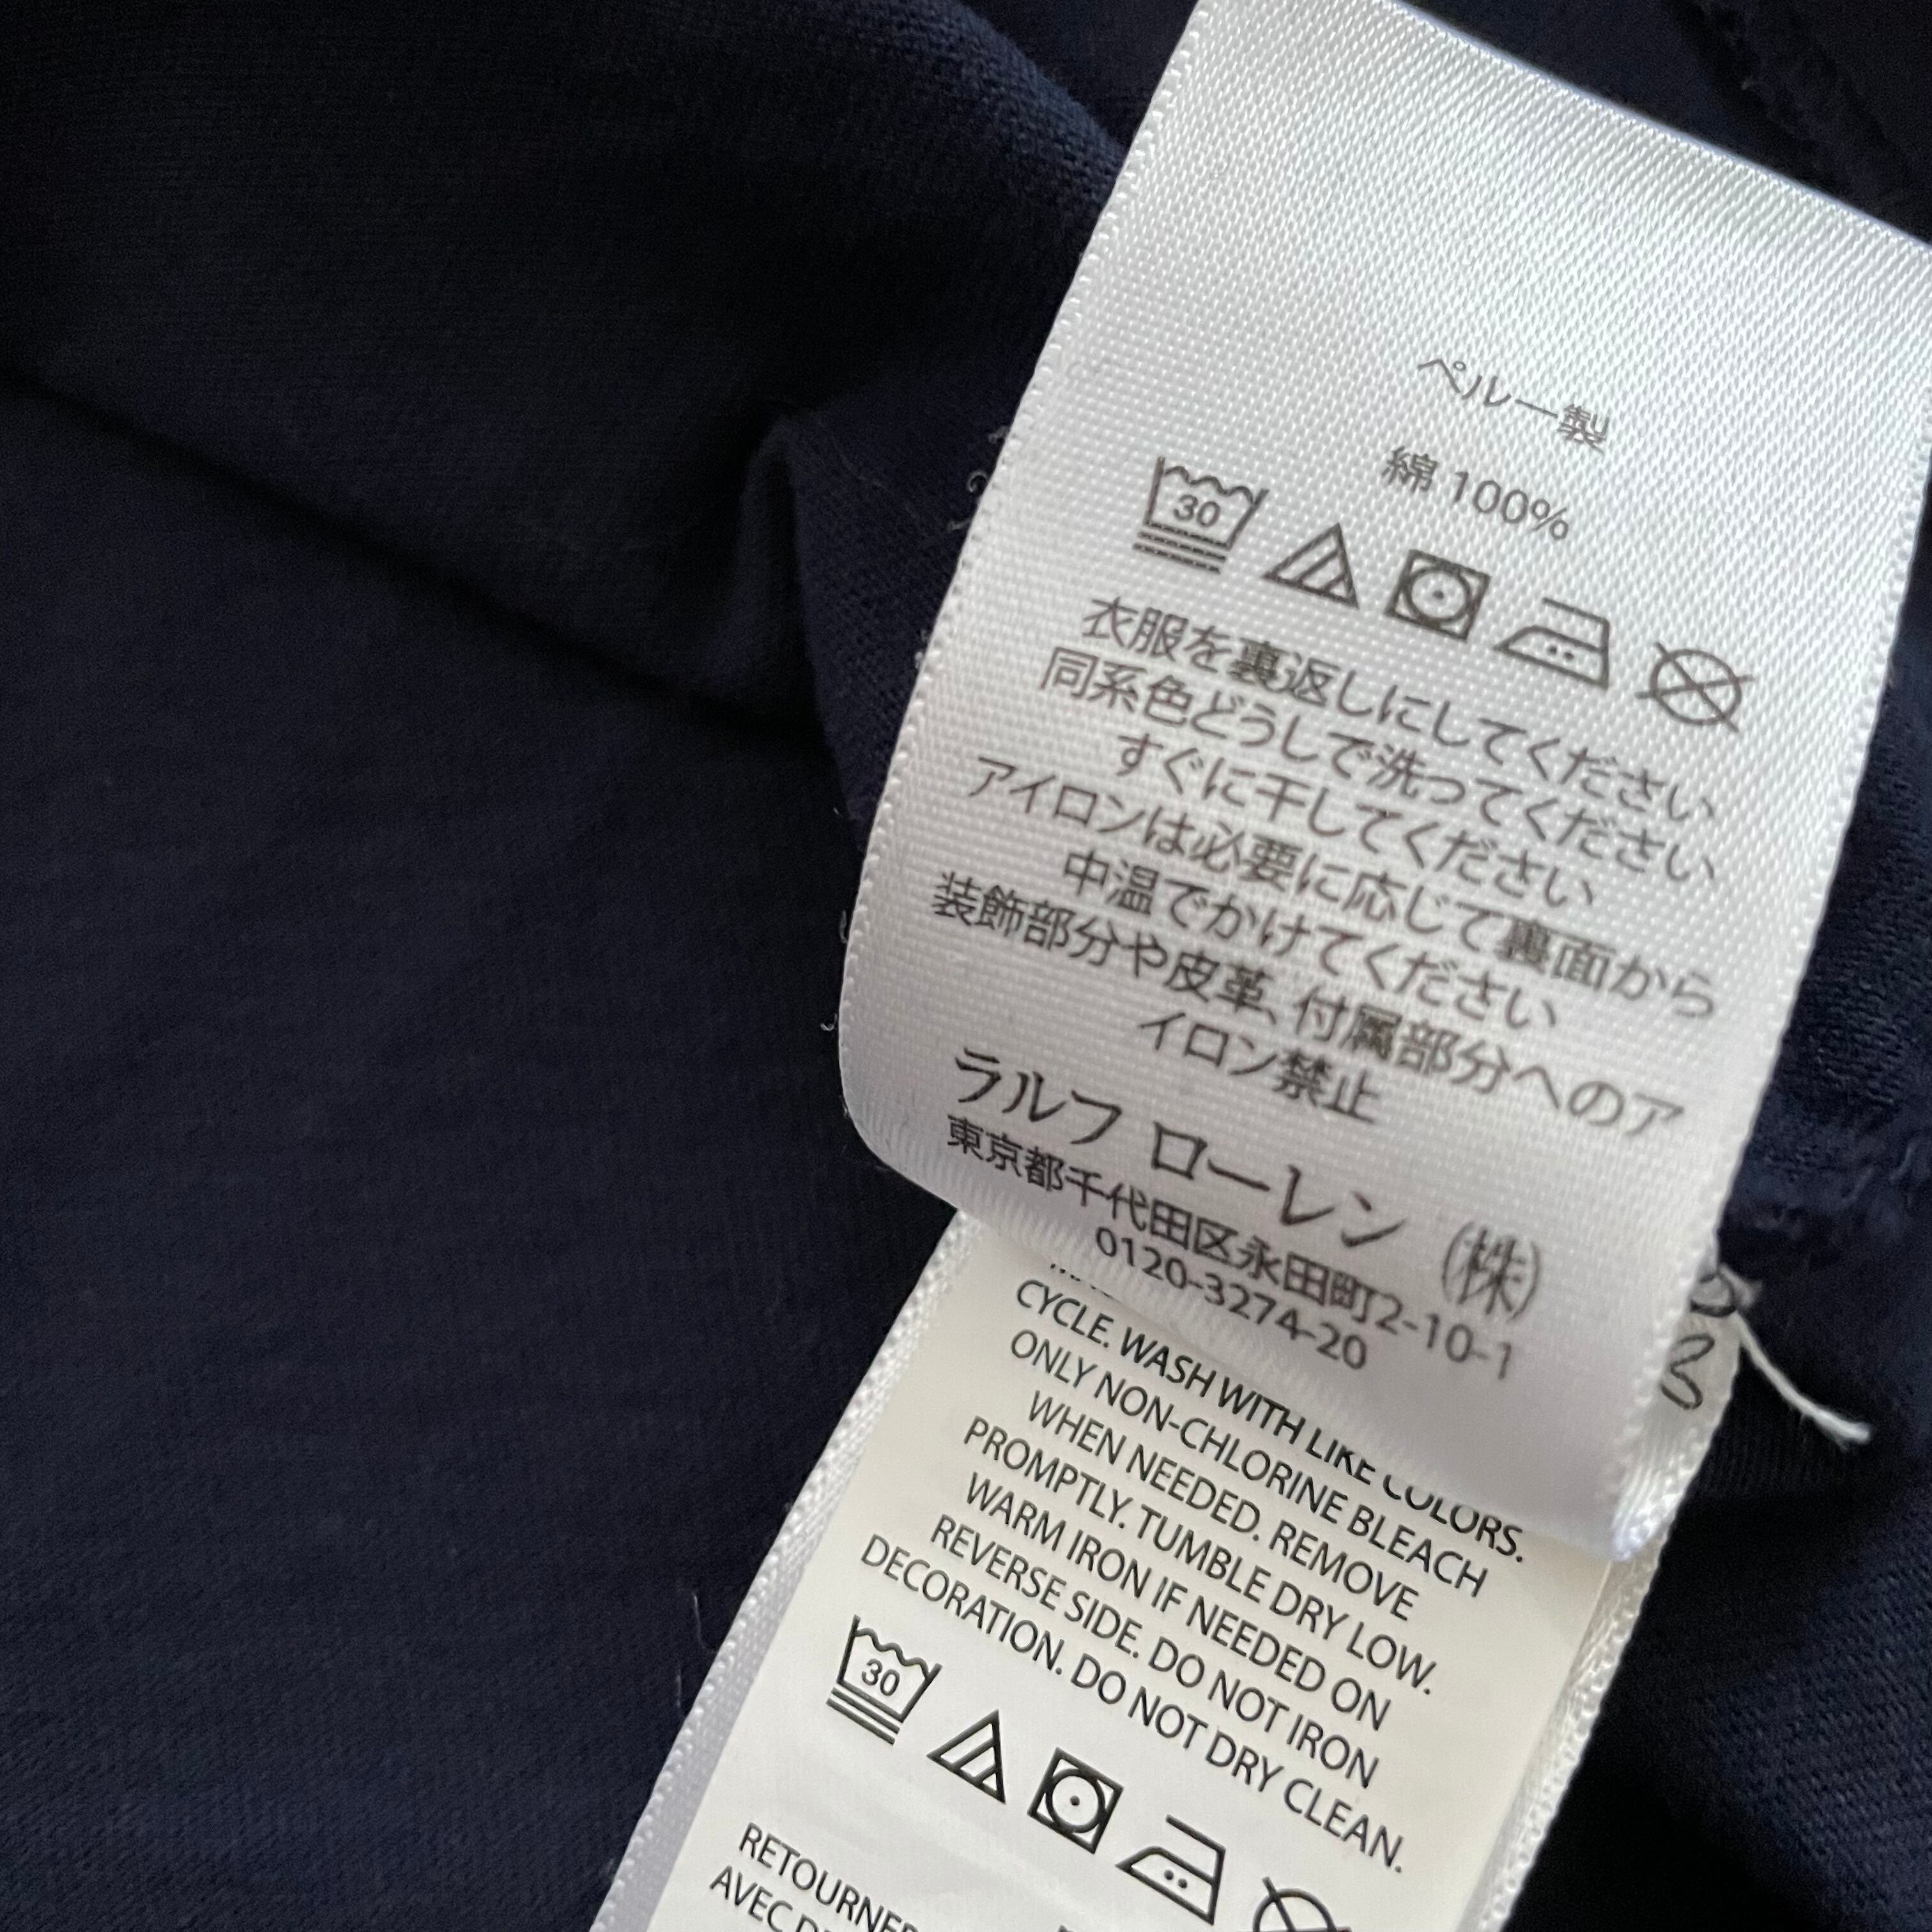 ペルー製
綿 100%
30
衣服を裏返しにしてください
同系色どうしで洗ってください
すぐに干してください
アイロンは必要に応じて裏面から
中温でかけてください
装飾部分や皮革、付属部分へのア
イロン禁止
ラルフ ローレン (株)
東京都千代田区永田町2-10-1
0120-3274-20
CYCLE. WASH WITH LIKE COLORS.
ONLY NON-CHLORINE BLEACH
WHEN NEEDED. REMOVE
PROMPTLY. TUMBLE DRY LOW.
WARM IRON IF NEEDED ON
REVERSE SIDE. DO NOT IRON
DECORATION. DO NOT DRY CLEAN.
30
RETOURNER
AVEC